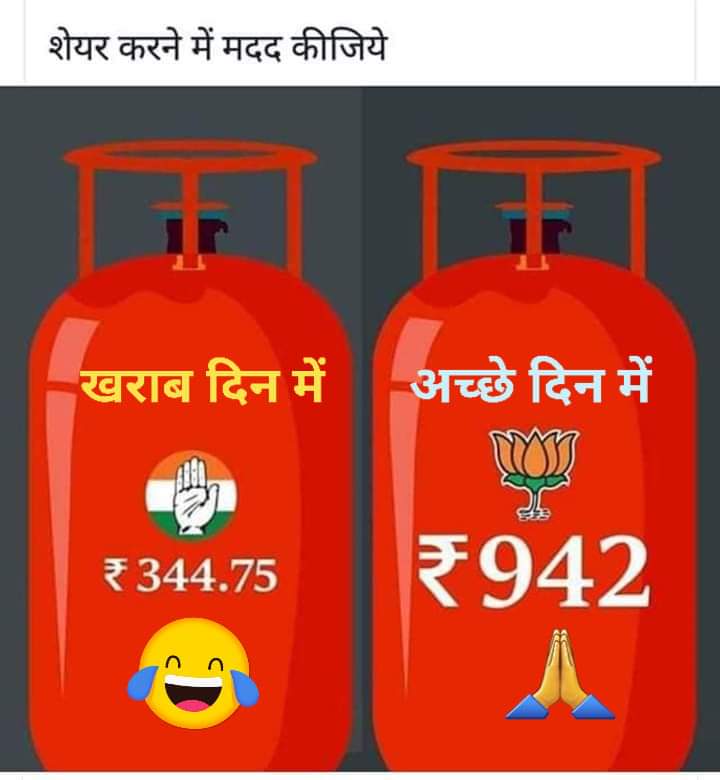 शेयर करने में मदद कीजिये
खराब दिन में
₹ 344.75
अच्छे दिन में
₹942